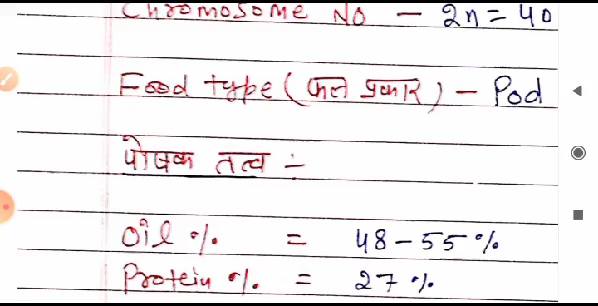 Chromosome No - 2n = 40
Food type (फल प्रकार) - Pod
पोषक तत्व ÷
Oil % = 48-55%
Protein % = 27 %